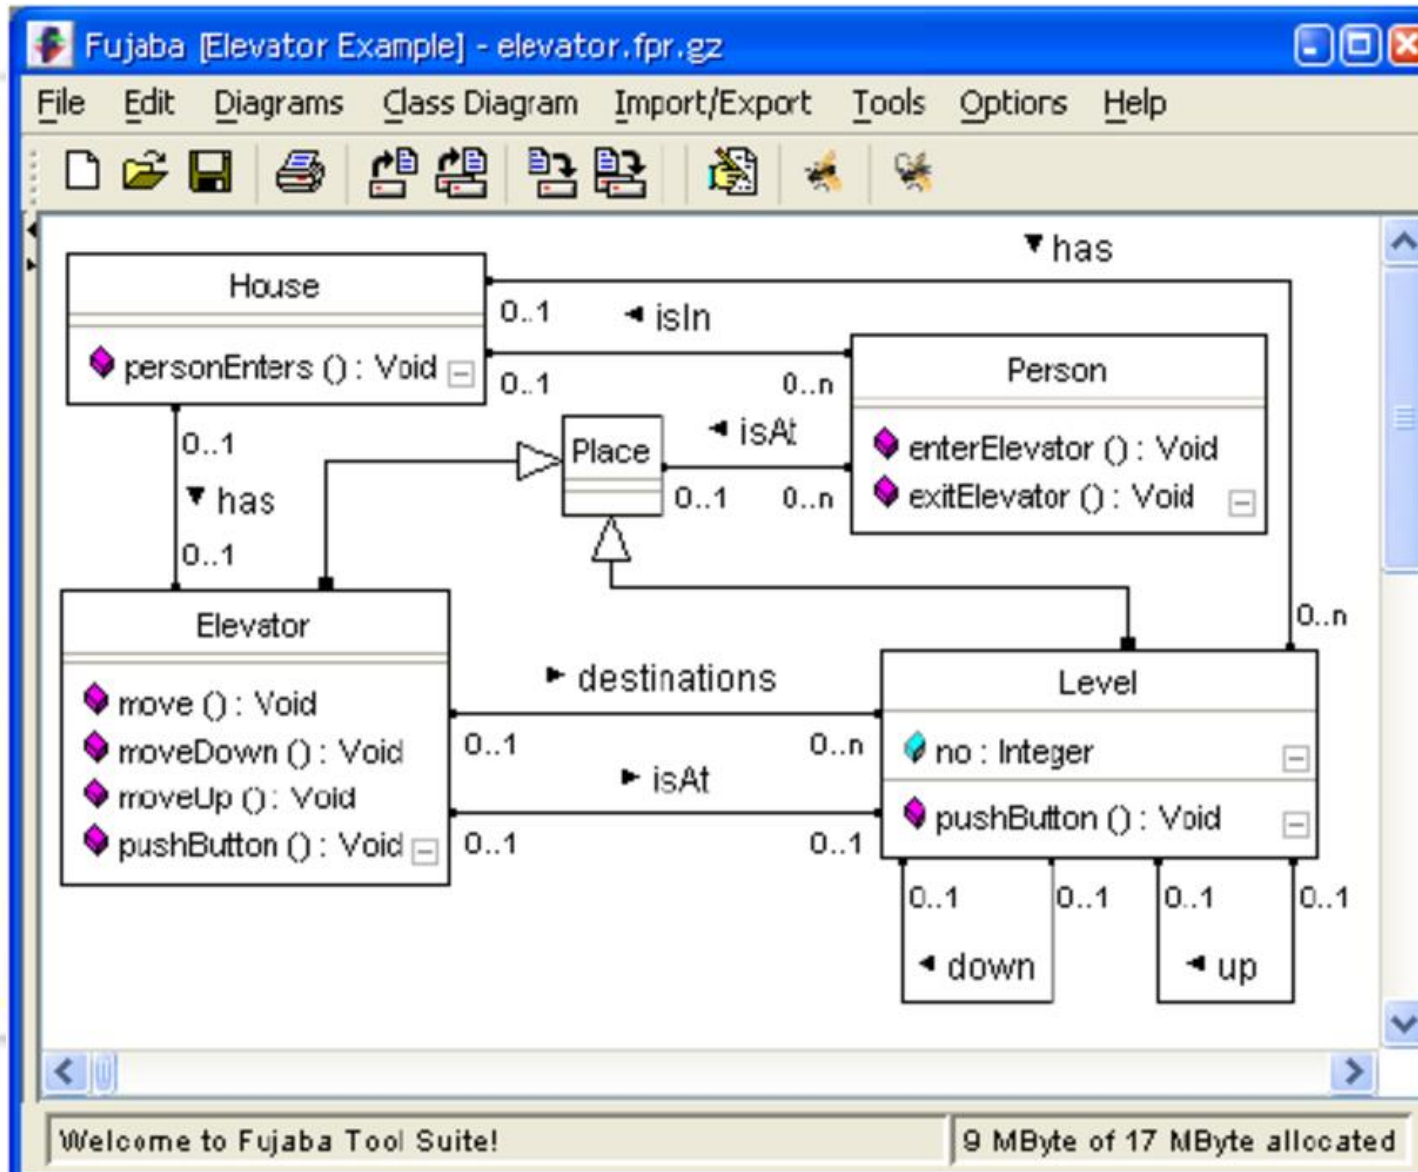 Fujaba [Elevator Example] - elevator.fpr.gz
File Edit Diagrams Class Diagram Import/Export Tools Options Help
▼ has
House
0..1
◄ isIn
personEnters () : Void
0..1
0..n
Person
0..1
Place
◄ isAt
enterElevator () : Void
▼ has
0..1
0..n
exitElevator () : Void
0..1
0..n
Elevator
► destinations
Level
move () : Void
0..1
0..n
no : Integer
moveDown () : Void
► isAt
moveUp () : Void
pushButton () : Void
pushButton () : Void
0..1
0..1
0..1
0..1
0..1
0..1
◄ down
◄ up
Welcome to Fujaba Tool Suite!
9 MByte of 17 MByte allocated